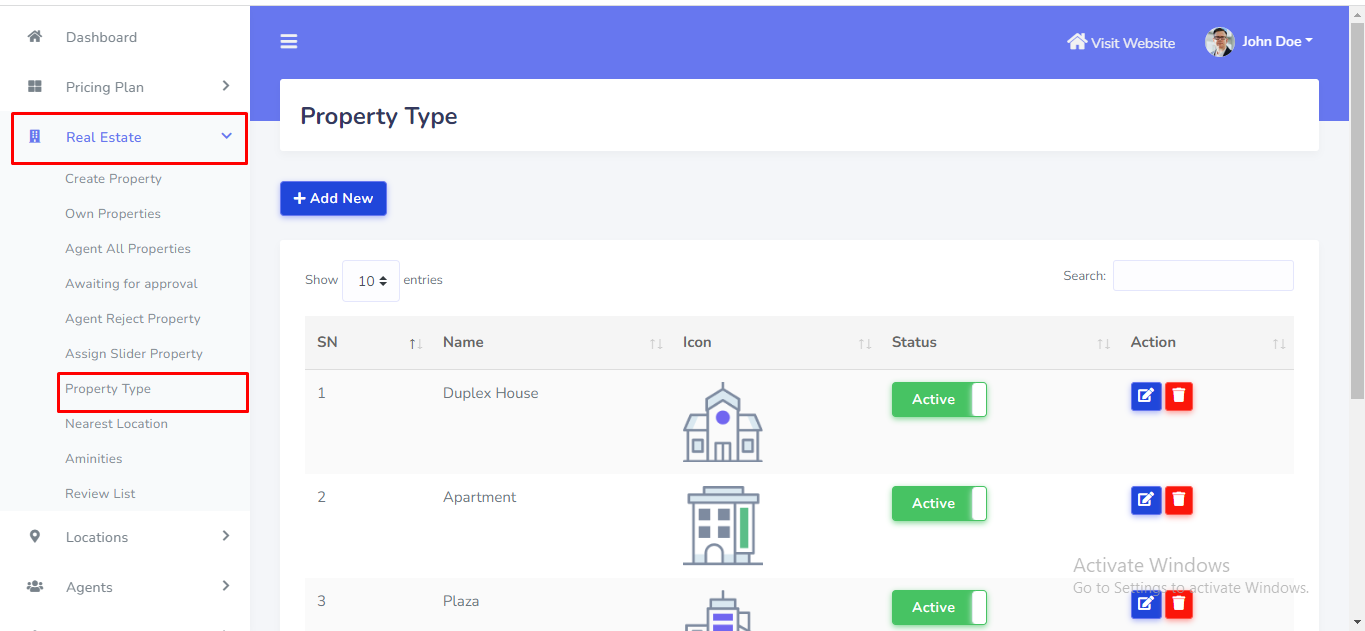 Dashboard
Pricing Plan
Real Estate
Create Property
Own Properties
Agent All Properties
Awaiting for approval
Agent Reject Property
Assign Slider Property
Property Type
Nearest Location
Aminities
Review List
Locations
Agents
Visit Website
John Doe
Property Type
Add New
Show 10 entries
Search:
SN Name Icon Status Action
1 Duplex House Active
2 Apartment Active
3 Plaza Active
Activate Windows
Go to Settings to activate Windows.